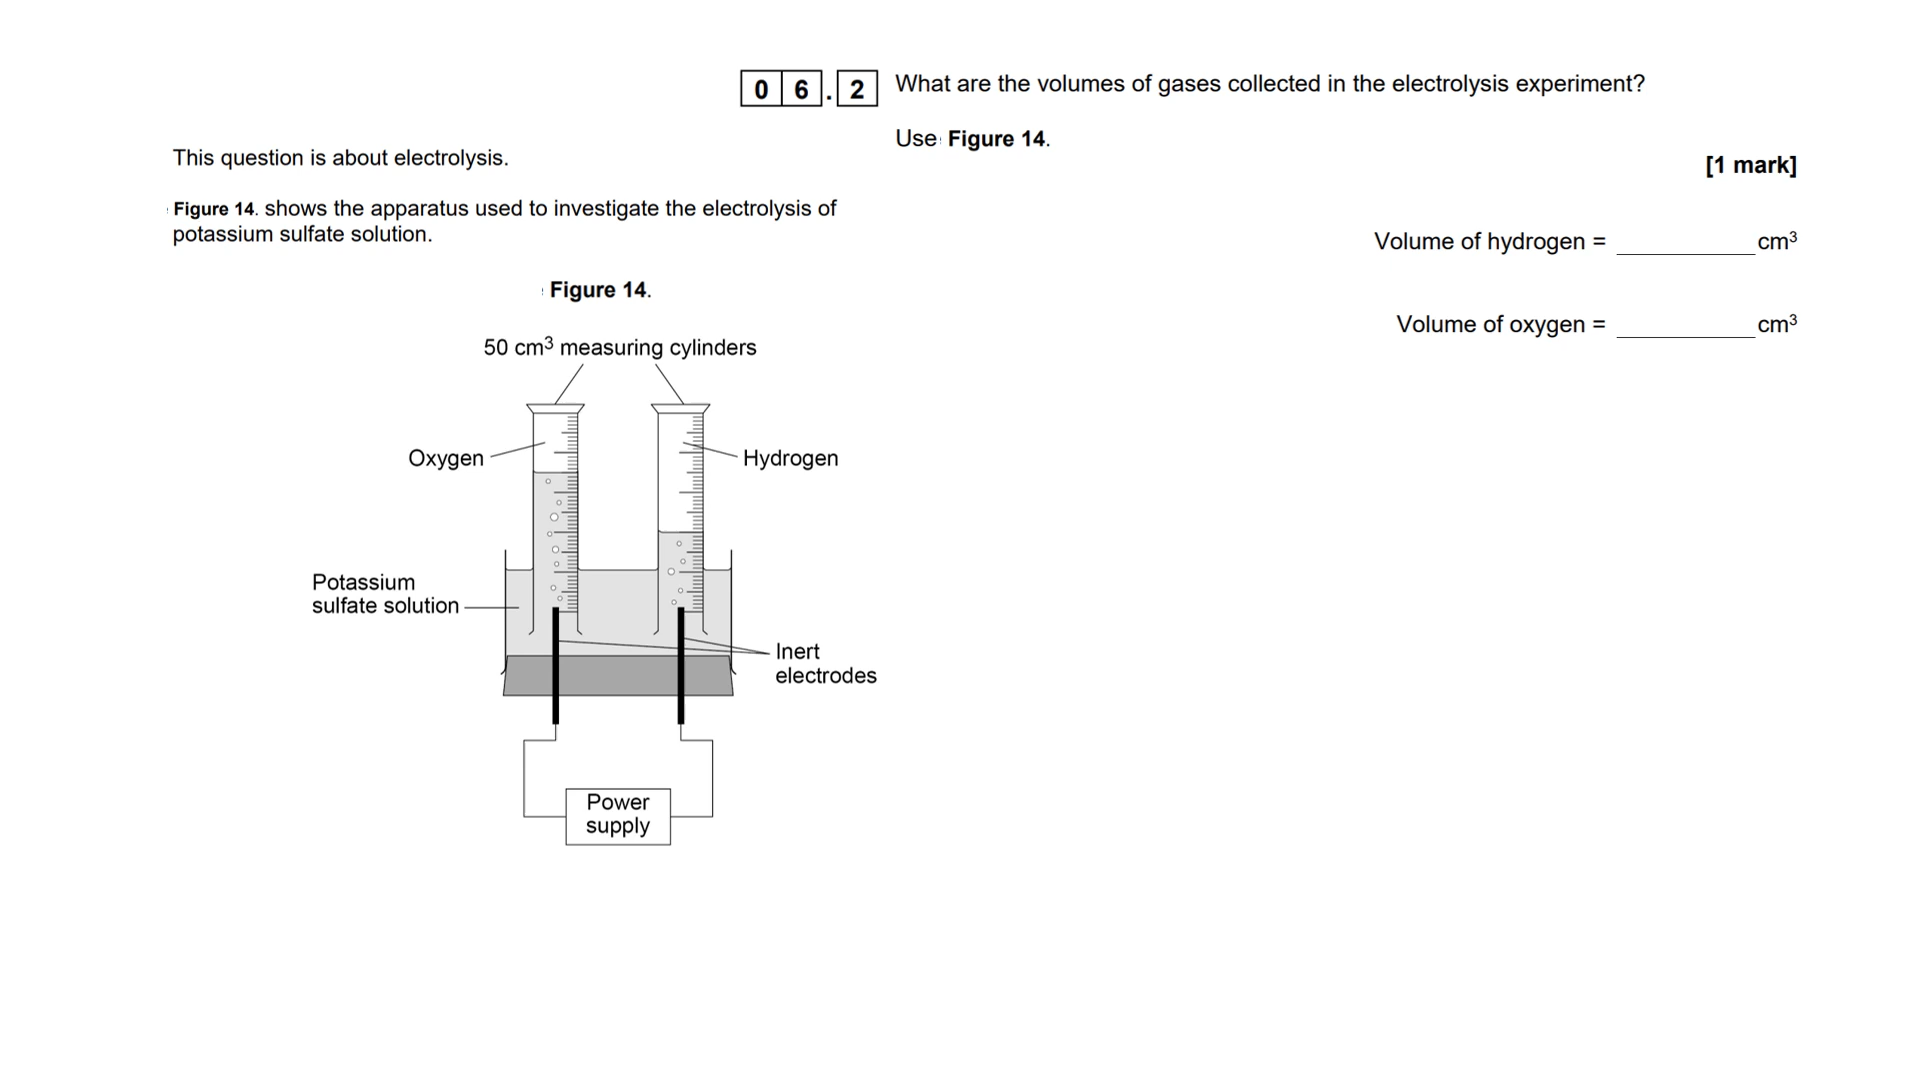 0 6 . 2 What are the volumes of gases collected in the electrolysis experiment?
Use Figure 14.
[1 mark]
Volume of hydrogen = __________ cm³
Volume of oxygen = __________ cm³
This question is about electrolysis.
Figure 14. shows the apparatus used to investigate the electrolysis of
potassium sulfate solution.
Figure 14.
50 cm³ measuring cylinders
Oxygen
Hydrogen
Potassium
sulfate solution
Inert
electrodes
Power
supply